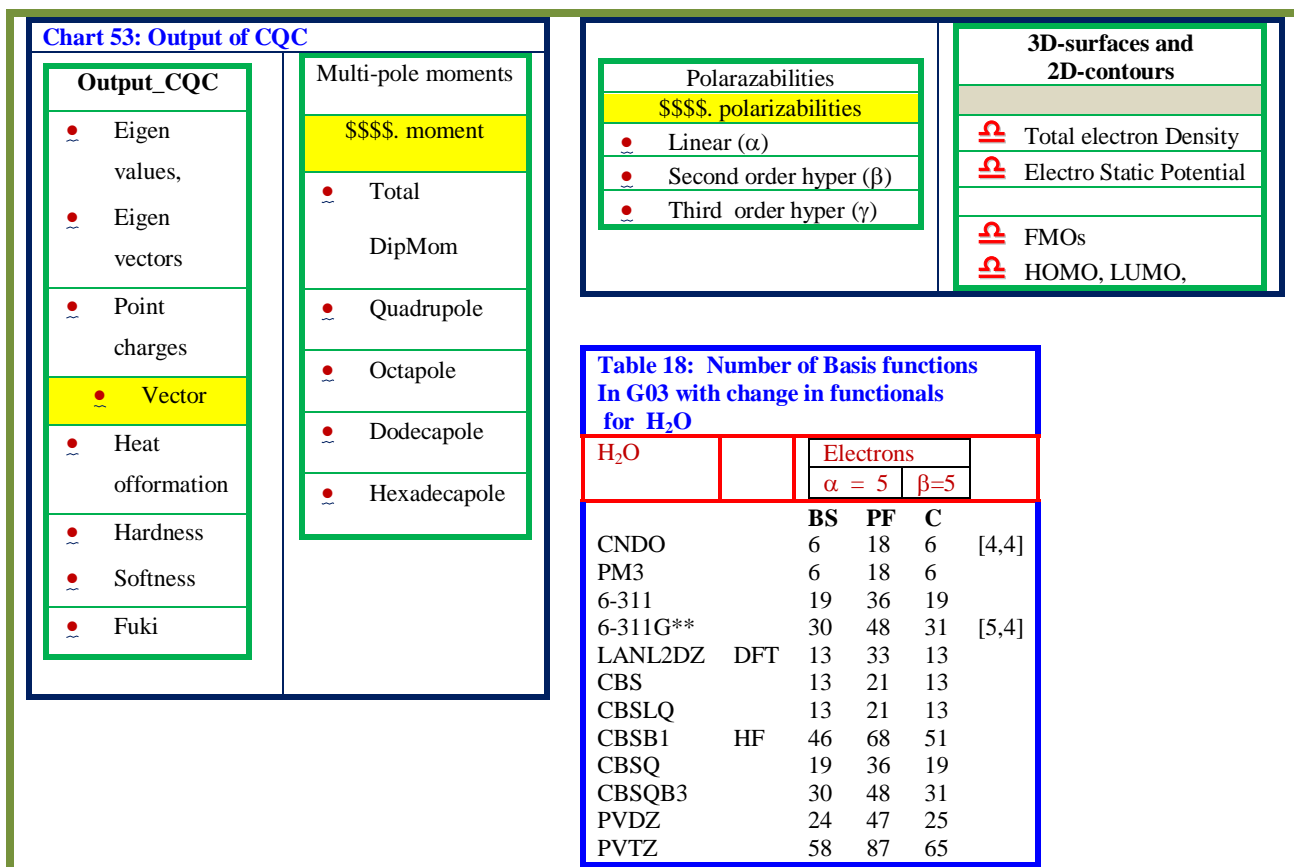 Chart 53: Output of CQC
Output_CQC
Eigen
values,
Eigen
vectors
Point
charges
Vector
Heat
offormation
Hardness
Softness
Fuki
Multi-pole moments
$$$$. moment
Total
DipMom
Quadrupole
Octapole
Dodecapole
Hexadecapole
Polarazabilities
$$$$. polarizabilities
Linear (α)
Second order hyper (β)
Third order hyper (γ)
3D-surfaces and
2D-contours
Total electron Density
Electro Static Potential
FMOs
HOMO, LUMO,
Table 18: Number of Basis functions
In G03 with change in functionals
for H₂O
H₂O Electrons
α = 5 β=5
BS PF C
CNDO 6 18 6 [4,4]
PM3 6 18 6
6-311 19 36 19
6-311G** 30 48 31 [5,4]
LANL2DZ DFT 13 33 13
CBS 13 21 13
CBSLQ 13 21 13
CBSB1 HF 46 68 51
CBSQ 19 36 19
CBSQB3 30 48 31
PVDZ 24 47 25
PVTZ 58 87 65